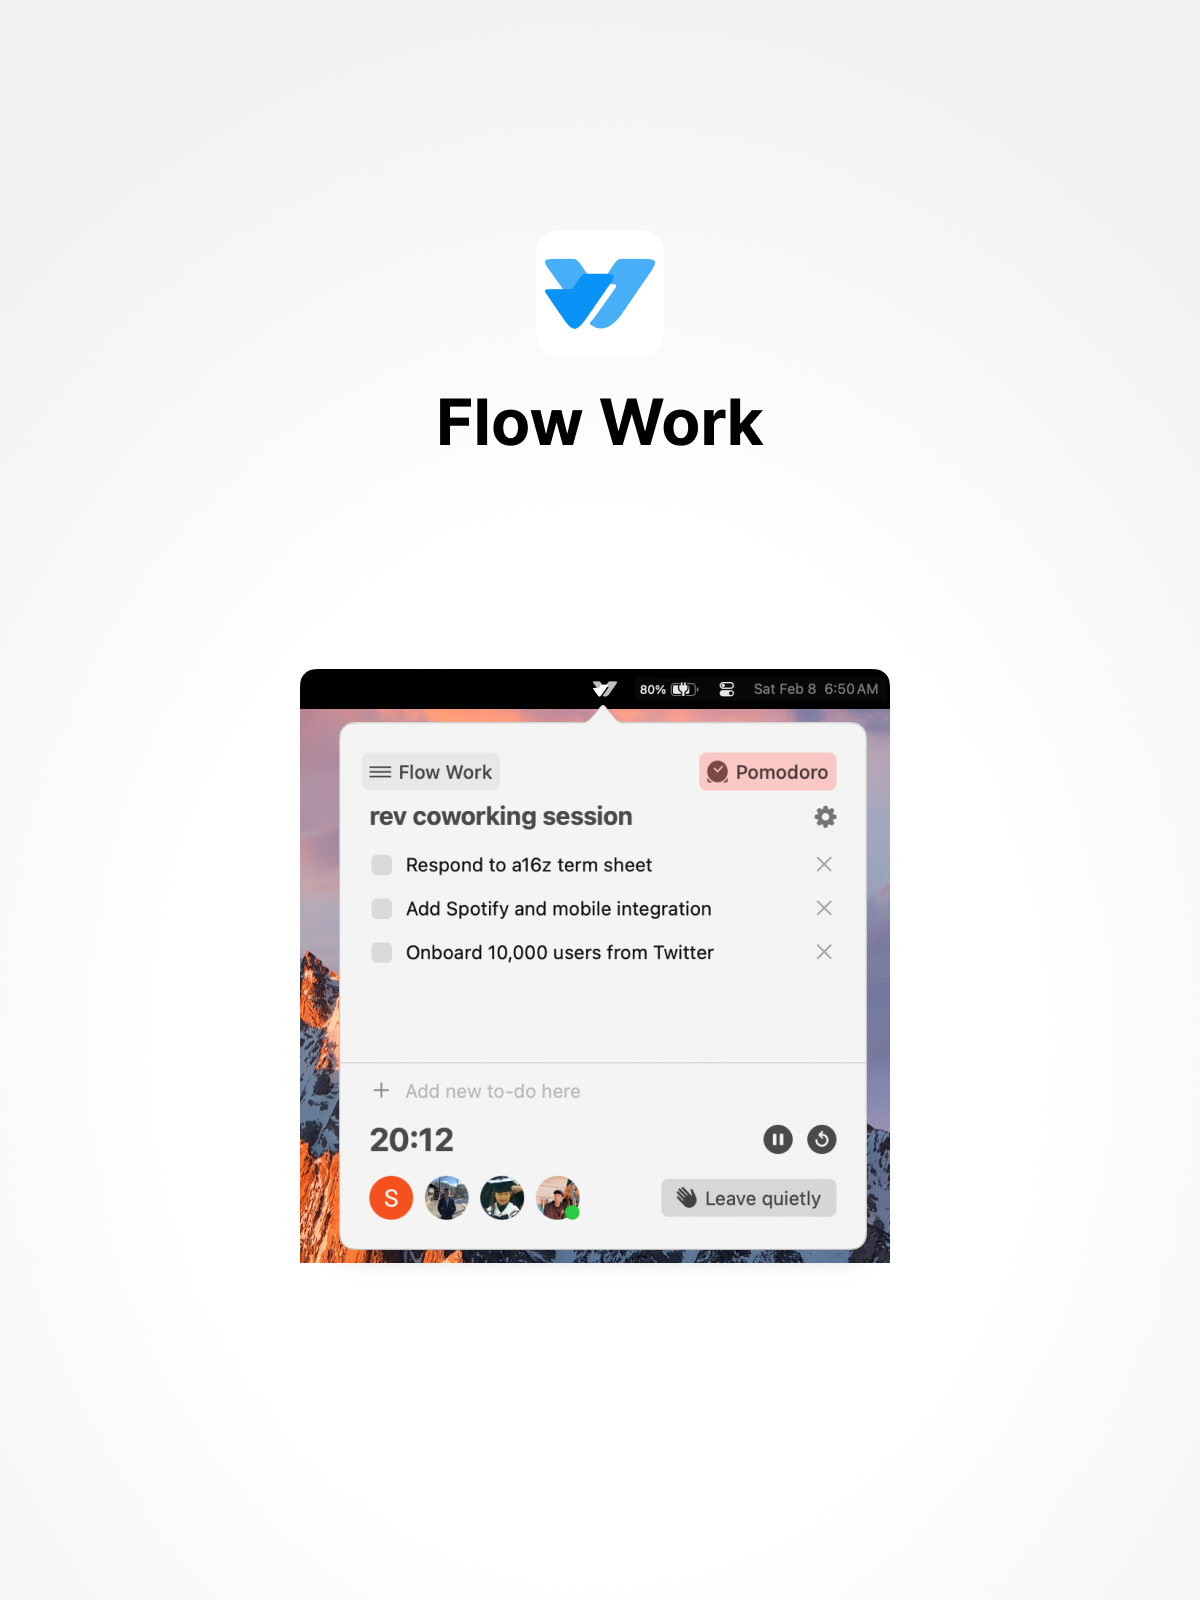 Flow Work
80%
Sat Feb 8 6:50 AM
Flow Work
Pomodoro
rev coworking session
Respond to a16z term sheet
Add Spotify and mobile integration
Onboard 10,000 users from Twitter
Add new to-do here
20:12
S
Leave quietly